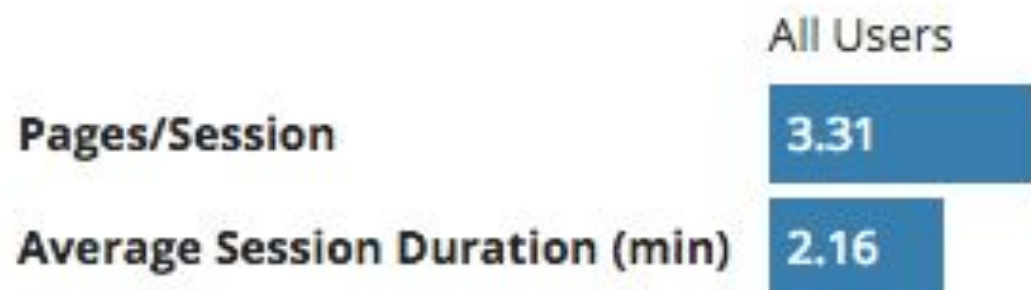 All Users
Pages/Session 3.31
Average Session Duration (min) 2.16